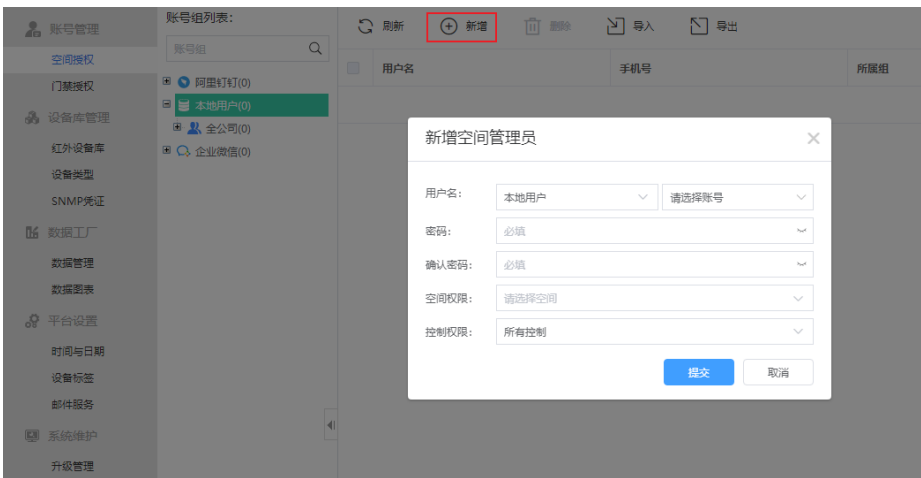 账号管理
空间授权
门禁授权
设备库管理
红外设备库
设备类型
SNMP凭证
数据工厂
数据管理
数据图表
平台设置
时间与日期
设备标签
邮件服务
系统维护
升级管理
账号组列表:
账号组
阿里钉钉(0)
本地用户(0)
全公司(0)
企业微信(0)
刷新 新增 删除 导入 导出
用户名 手机号 所属组
新增空间管理员
用户名: 本地用户 请选择账号
密码: 必填
确认密码: 必填
空间权限: 请选择空间
控制权限: 所有控制
提交 取消